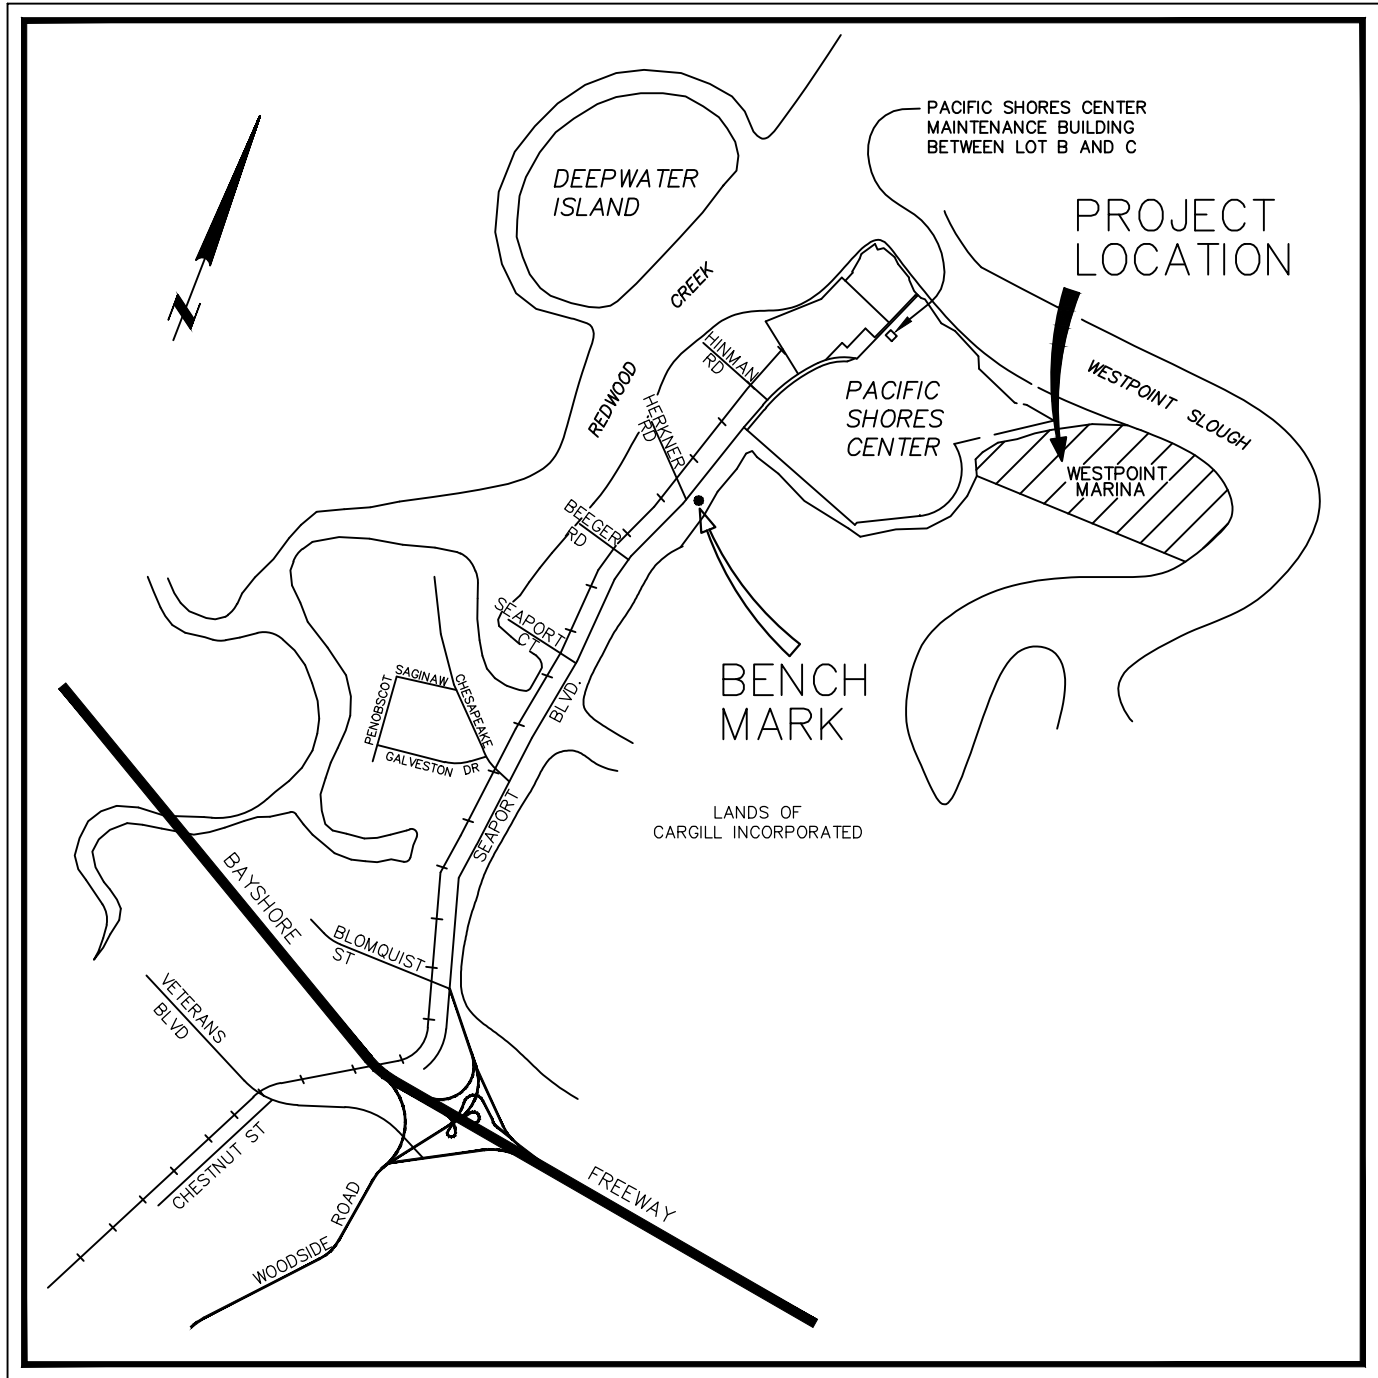 PACIFIC SHORES CENTER
MAINTENANCE BUILDING
BETWEEN LOT B AND C
DEEPWATER
ISLAND
PROJECT
LOCATION
N
CREEK
REDWOOD
HINMAN
RD
HERKNER
RD
PACIFIC
SHORES
CENTER
WESTPOINT SLOUGH
WESTPOINT
MARINA
BEEGER
RD
SEAPORT
CT
BENCH
MARK
SAGINAW
PENOBSCOT
CHESAPEAKE
GALVESTON DR
BLVD.
SEAPORT
LANDS OF
CARGILL INCORPORATED
BAYSHORE
BLOMQUIST
ST
VETERANS
BLVD
CHESTNUT ST
WOODSIDE ROAD
FREEWAY